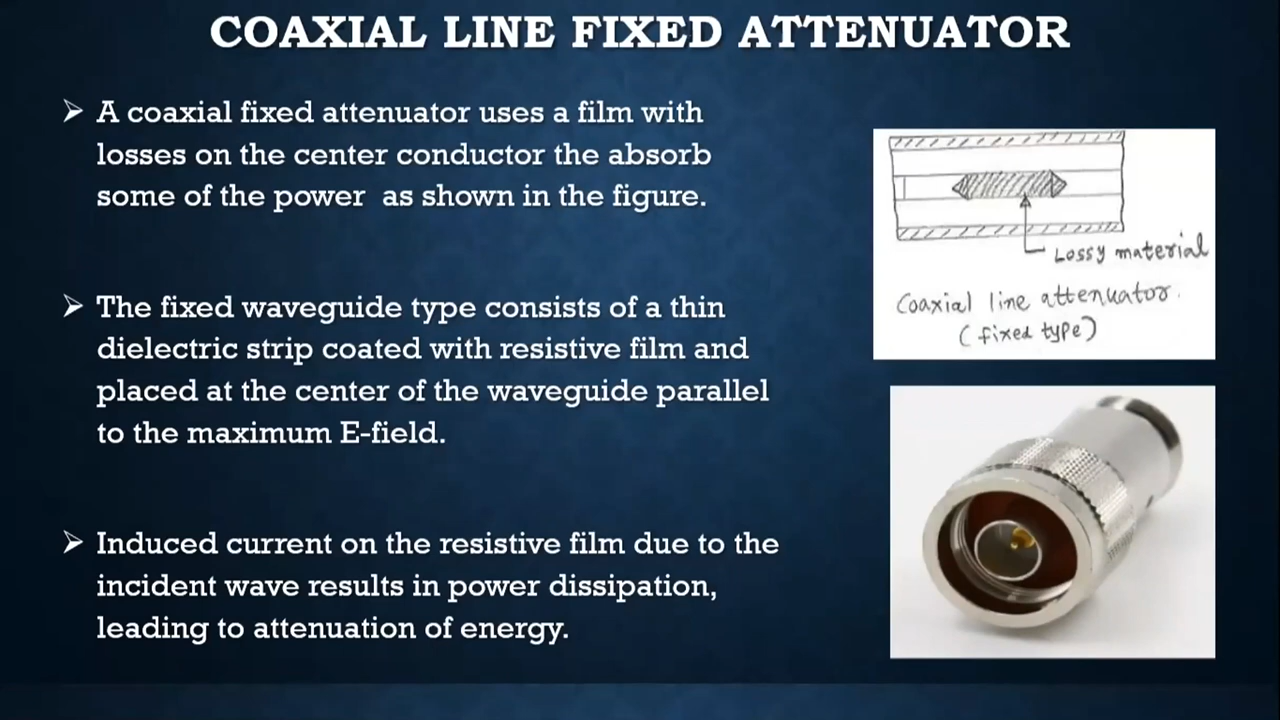 COAXIAL LINE FIXED ATTENUATOR
A coaxial fixed attenuator uses a film with
losses on the center conductor the absorb
some of the power as shown in the figure.
The fixed waveguide type consists of a thin
dielectric strip coated with resistive film and
placed at the center of the waveguide parallel
to the maximum E-field.
Induced current on the resistive film due to the
incident wave results in power dissipation,
leading to attenuation of energy.
Lossy material
Coaxial line attenuator.
(fixed type)